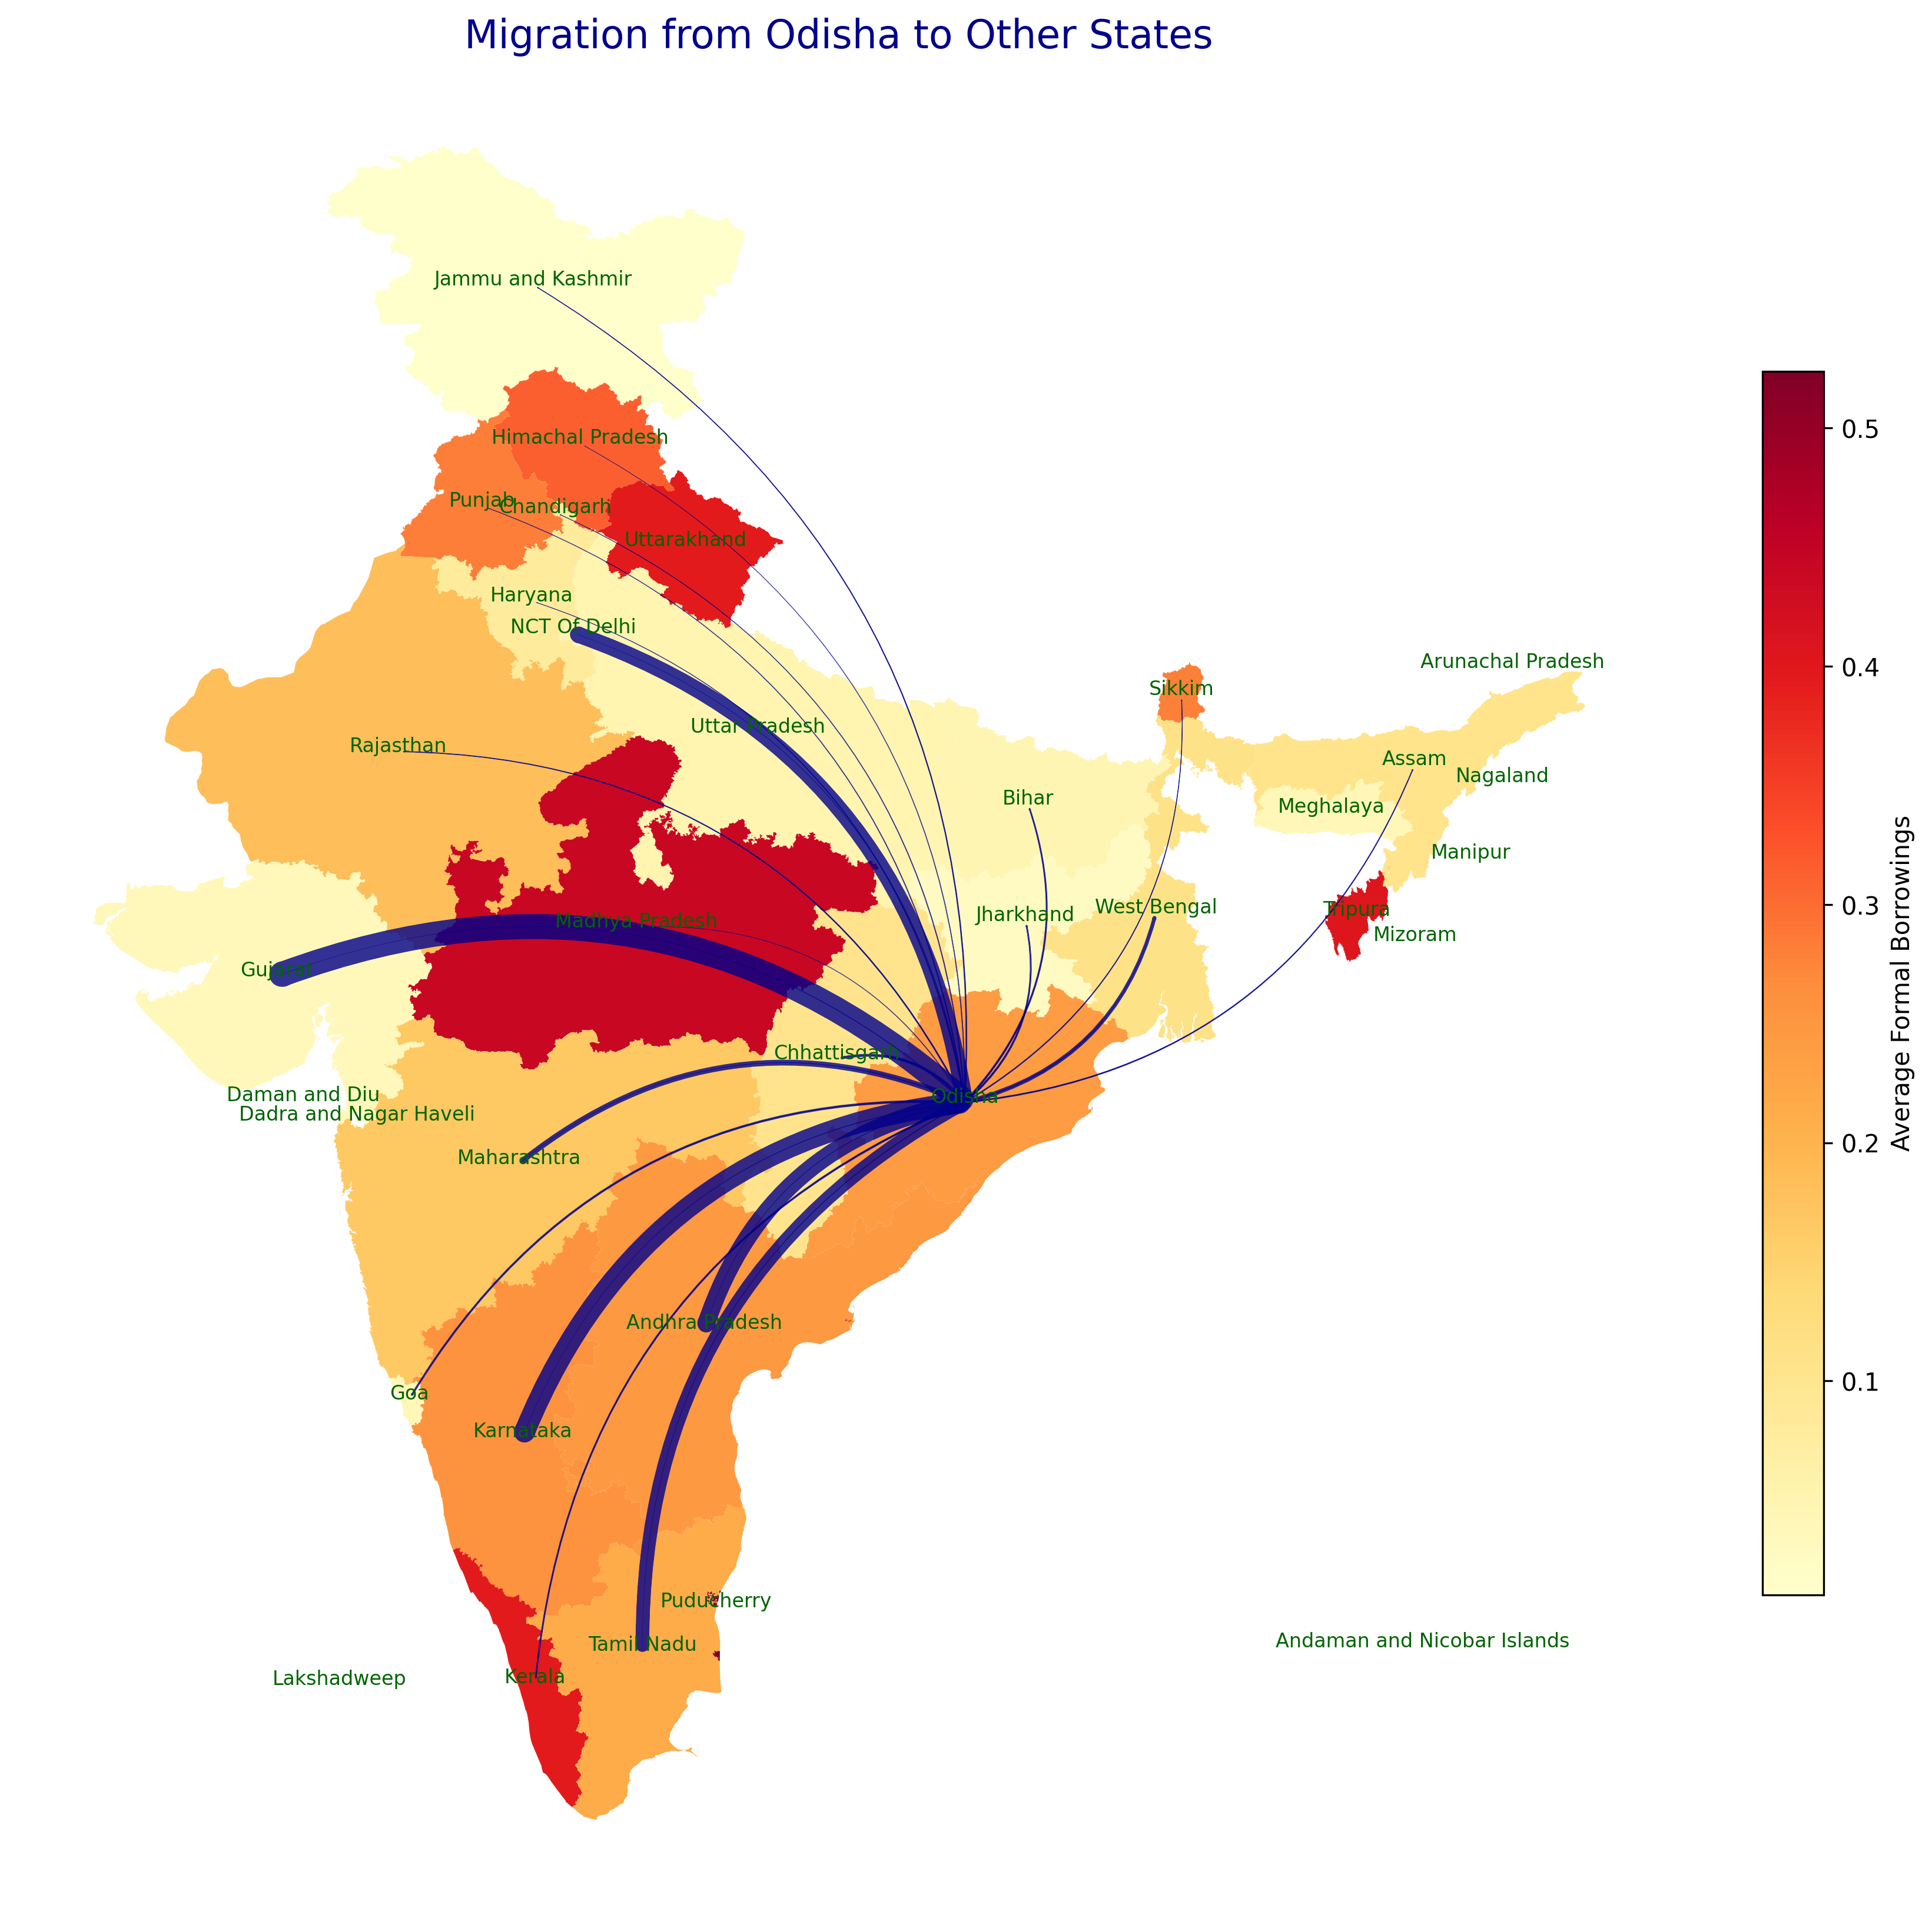 Migration from Odisha to Other States
Jammu and Kashmir
Himachal Pradesh
Punjab
Chandigarh
Uttarakhand
Haryana
NCT Of Delhi
Arunachal Pradesh
Sikkim
Uttar Pradesh
Rajasthan
Assam
Nagaland
Bihar
Meghalaya
Manipur
Jharkhand
West Bengal
Tripura
Madhya Pradesh
Mizoram
Gujarat
Chhattisgarh
Daman and Diu
Odisha
Dadra and Nagar Haveli
Maharashtra
Andhra Pradesh
Goa
Karnataka
Puducherry
Tamil Nadu
Andaman and Nicobar Islands
Lakshadweep
Kerala
0.5
0.4
0.3
0.2
0.1
Average Formal Borrowings